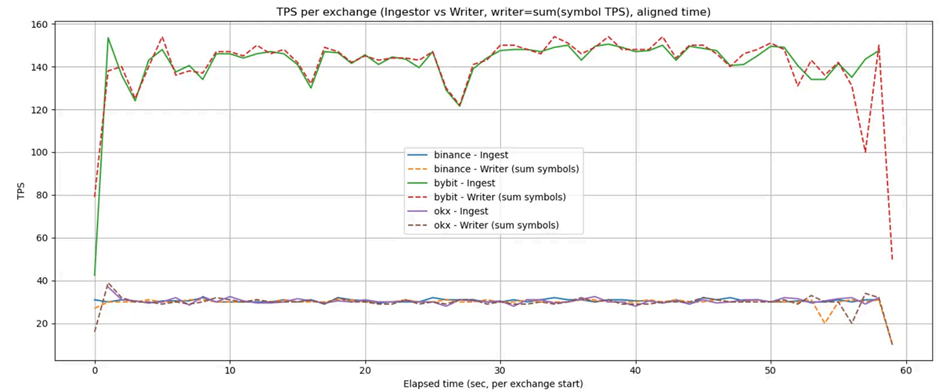 TPS per exchange (Ingestor vs Writer, writer=sum(symbol TPS), aligned time)
160
140
120
100
80
60
40
20
TPS
binance - Ingest
binance - Writer (sum symbols)
bybit - Ingest
bybit - Writer (sum symbols)
okx - Ingest
okx - Writer (sum symbols)
0 10 20 30 40 50 60
Elapsed time (sec, per exchange start)